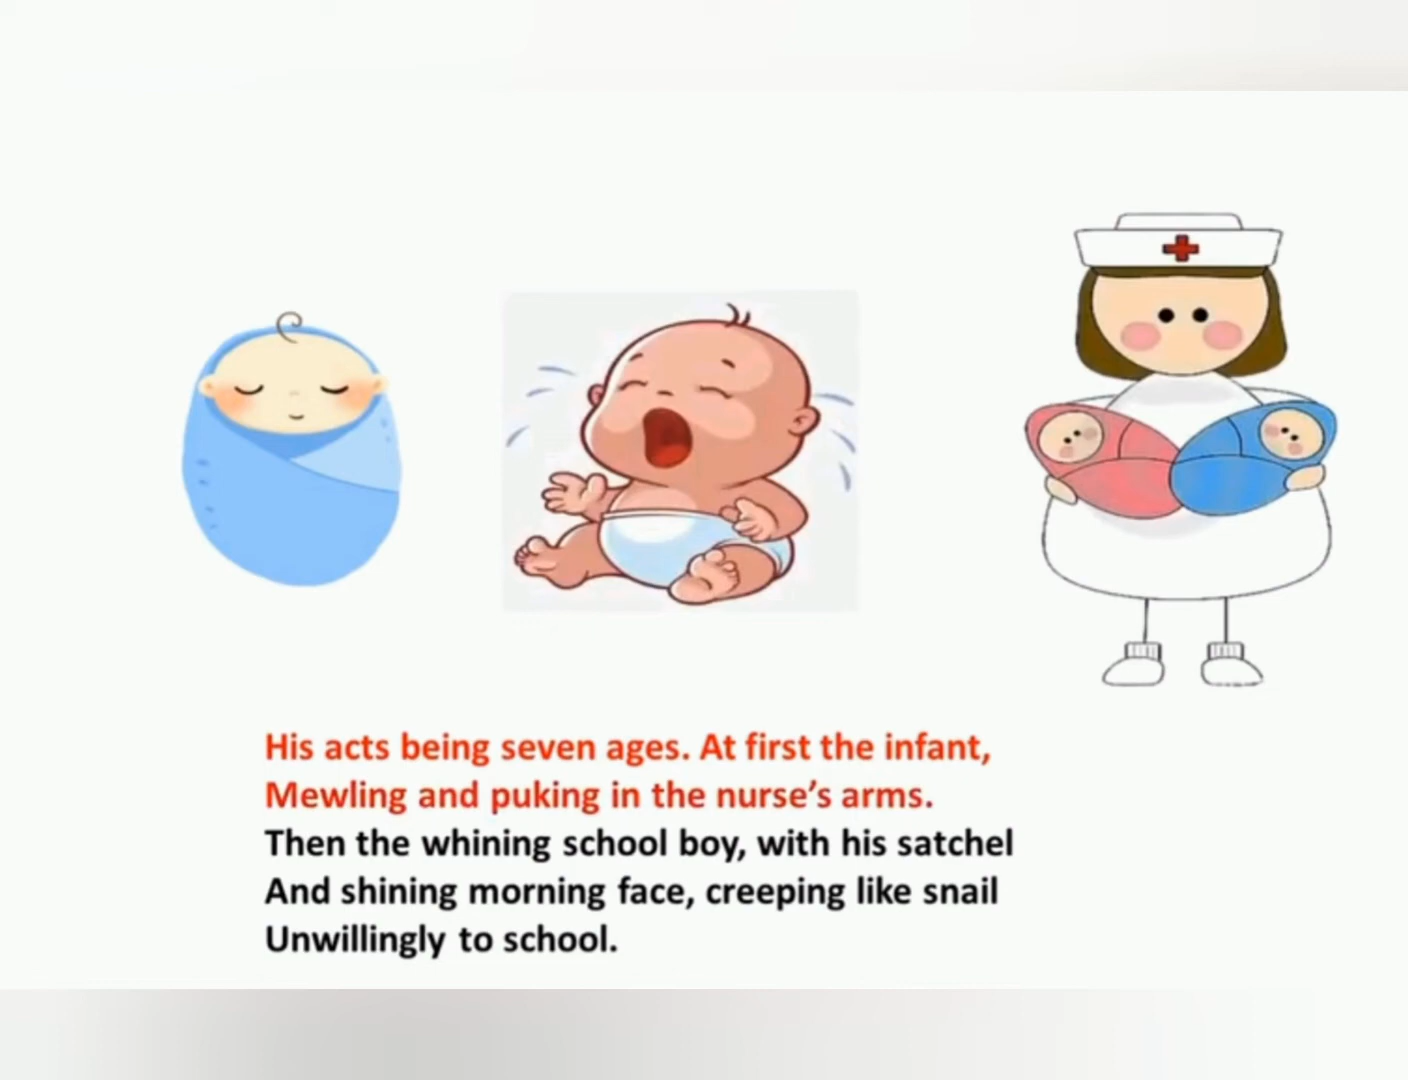 His acts being seven ages. At first the infant,
Mewling and puking in the nurse’s arms.
Then the whining school boy, with his satchel
And shining morning face, creeping like snail
Unwillingly to school.